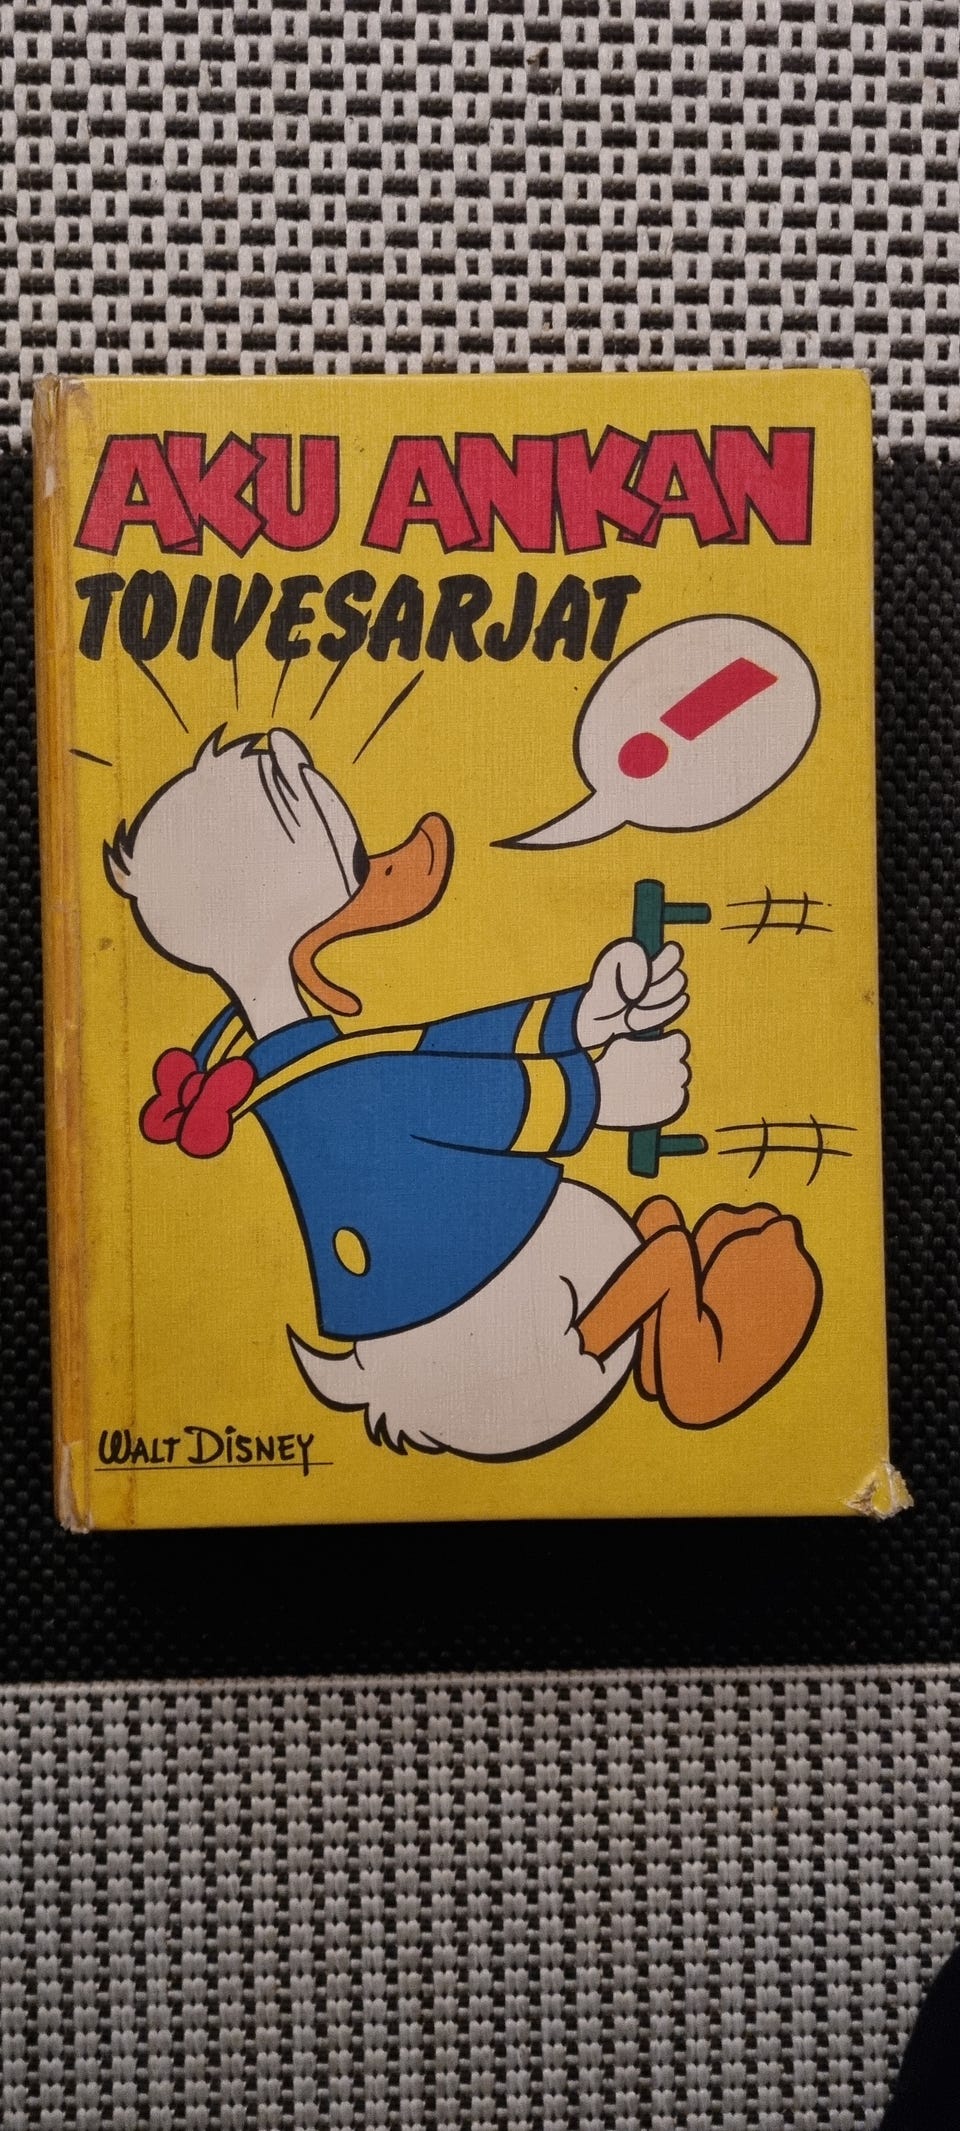 AKU ANKAN
TOIVESARJAT
!
WALT DISNEY